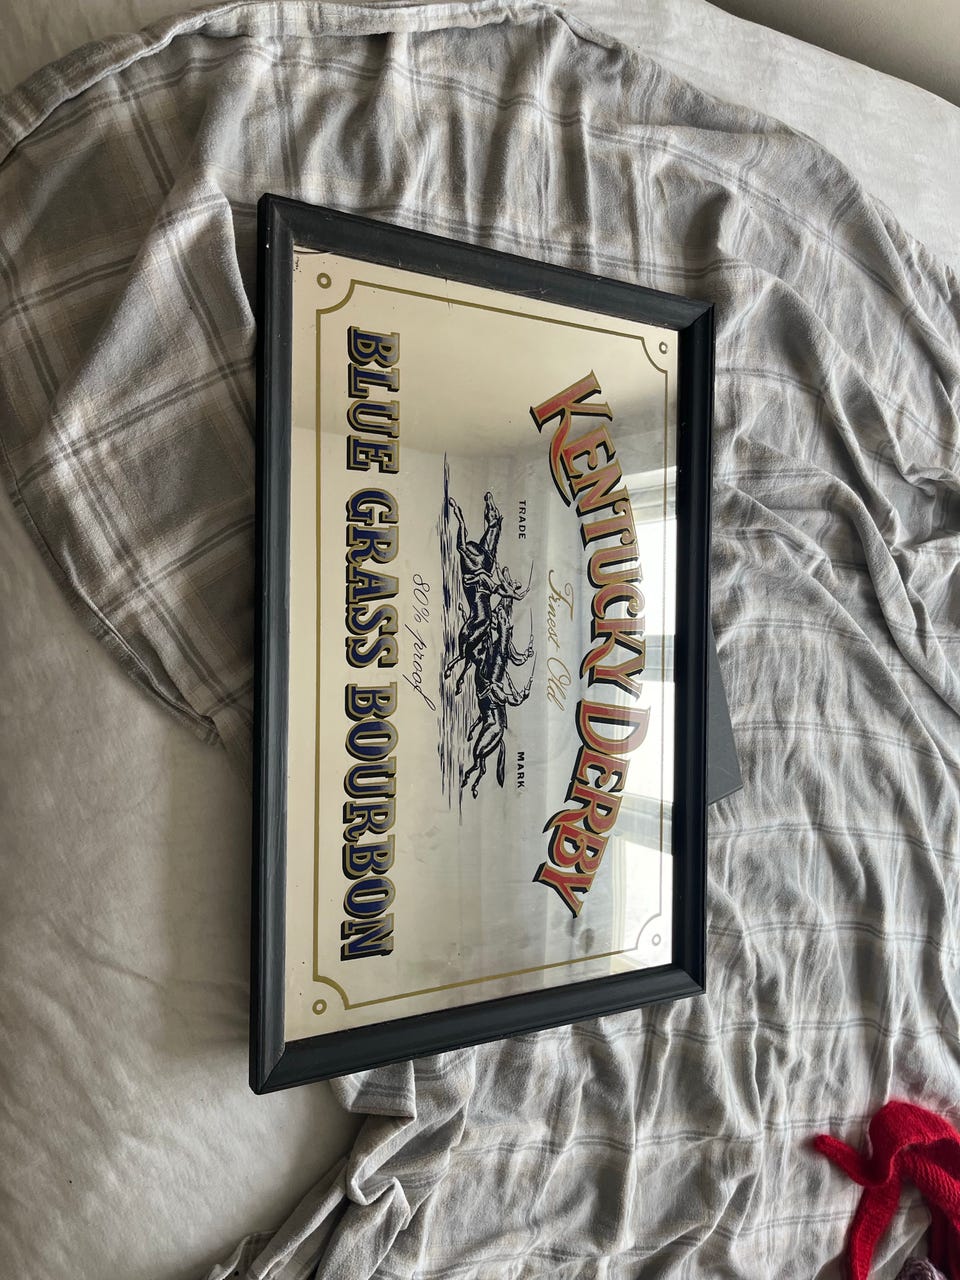 KENTUCKY DERBY
Finest Old
TRADE MARK
80% proof
BLUE GRASS BOURBON